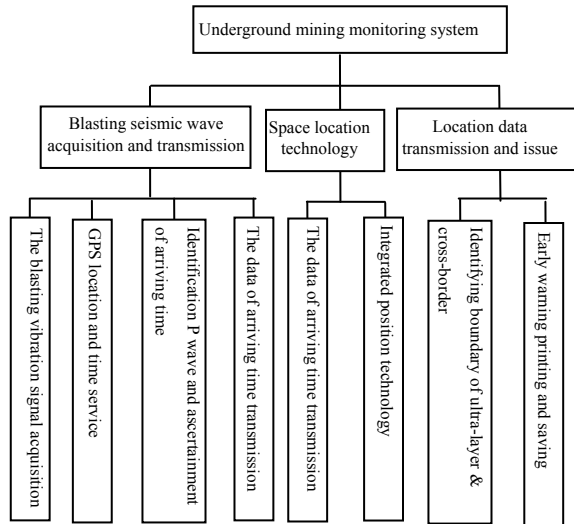 Underground mining monitoring system
Blasting seismic wave
acquisition and transmission
Space location
technology
Location data
transmission and issue
The blasting vibration signal acquisition
GPS location and time service
Identification P wave and ascertainment
of arriving time
The data of arriving time transmission
The data of arriving time transmission
Integrated position technology
Identifying boundary of ultra-layer &
cross-border
Early warning printing and saving